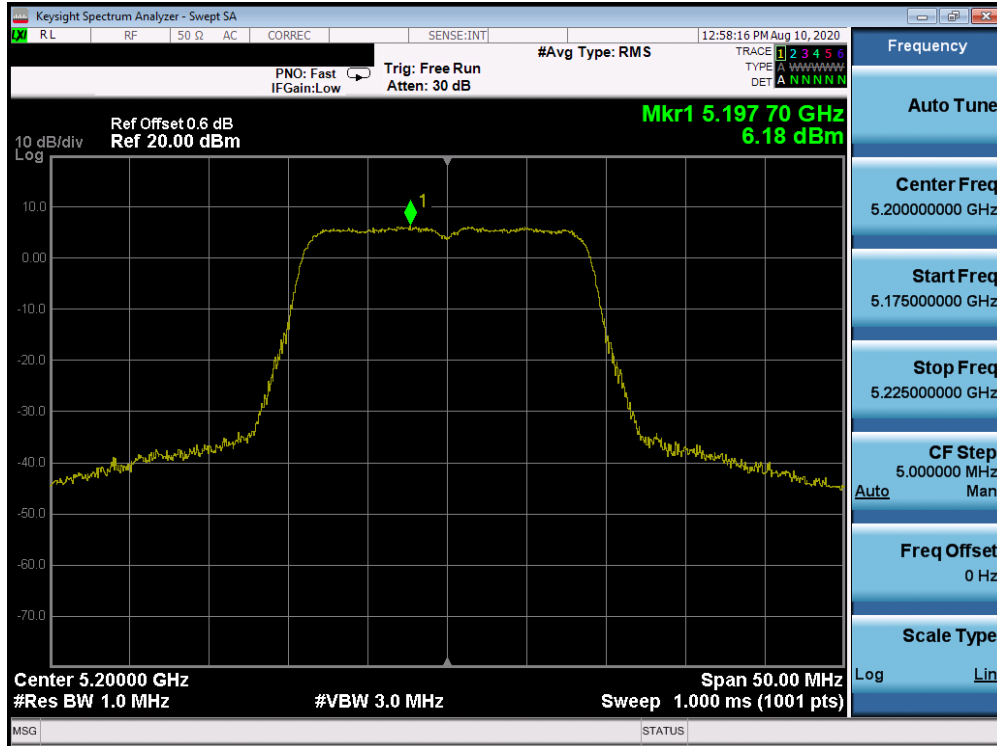 Keysight Spectrum Analyzer - Swept SA
LXI RL RF 50 Ω AC CORREC SENSE:INT 12:58:16 PM Aug 10, 2020
#Avg Type: RMS
TRACE 1 2 3 4 5 6
TYPE A WWWWW
DET A N N N N N
PNO: Fast
IFGain:Low
Trig: Free Run
Atten: 30 dB
Mkr1 5.197 70 GHz
6.18 dBm
Ref Offset 0.6 dB
10 dB/div Ref 20.00 dBm
Log
1
10.0
0.00
-10.0
-20.0
-30.0
-40.0
-50.0
-60.0
-70.0
Center 5.20000 GHz Span 50.00 MHz
#Res BW 1.0 MHz #VBW 3.0 MHz Sweep 1.000 ms (1001 pts)
MSG STATUS
Frequency
Auto Tune
Center Freq
5.200000000 GHz
Start Freq
5.175000000 GHz
Stop Freq
5.225000000 GHz
CF Step
5.000000 MHz
Auto Man
Freq Offset
0 Hz
Scale Type
Log Lin